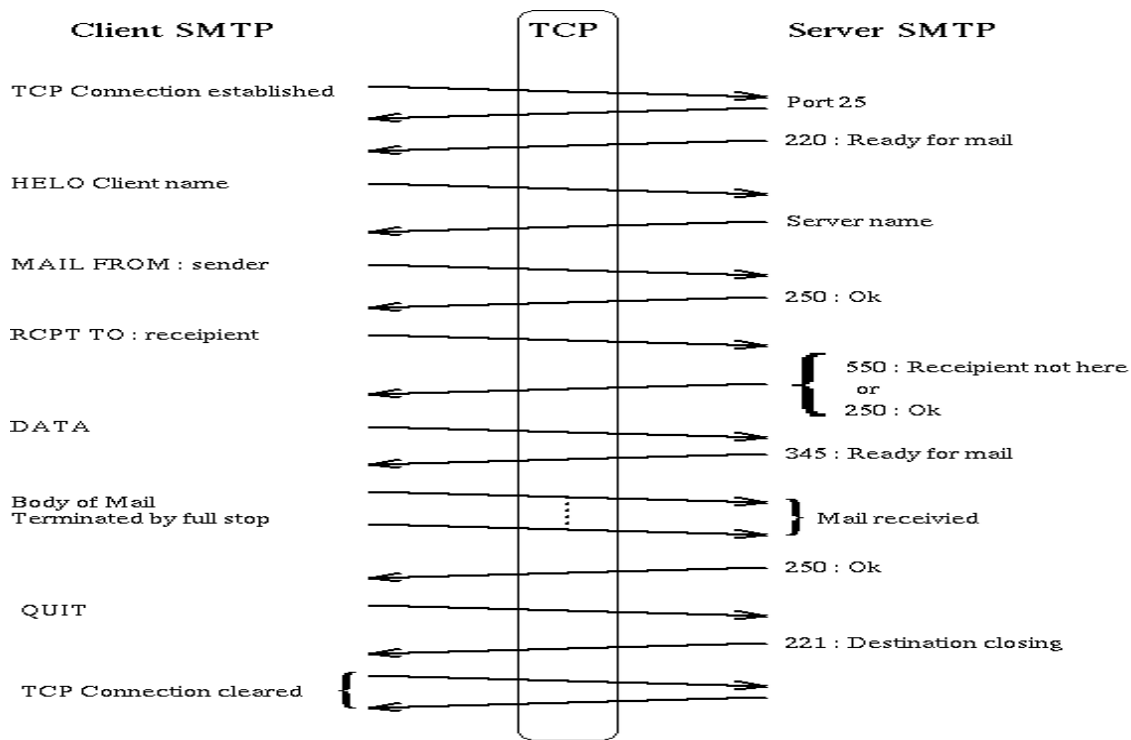 Client SMTP TCP Server SMTP
TCP Connection established
Port 25
220 : Ready for mail
HELO Client name
Server name
MAIL FROM : sender
250 : Ok
RCPT TO : receipient
550 : Receipient not here
or
250 : Ok
DATA
345 : Ready for mail
Body of Mail
Terminated by full stop
Mail receivied
250 : Ok
QUIT
221 : Destination closing
TCP Connection cleared